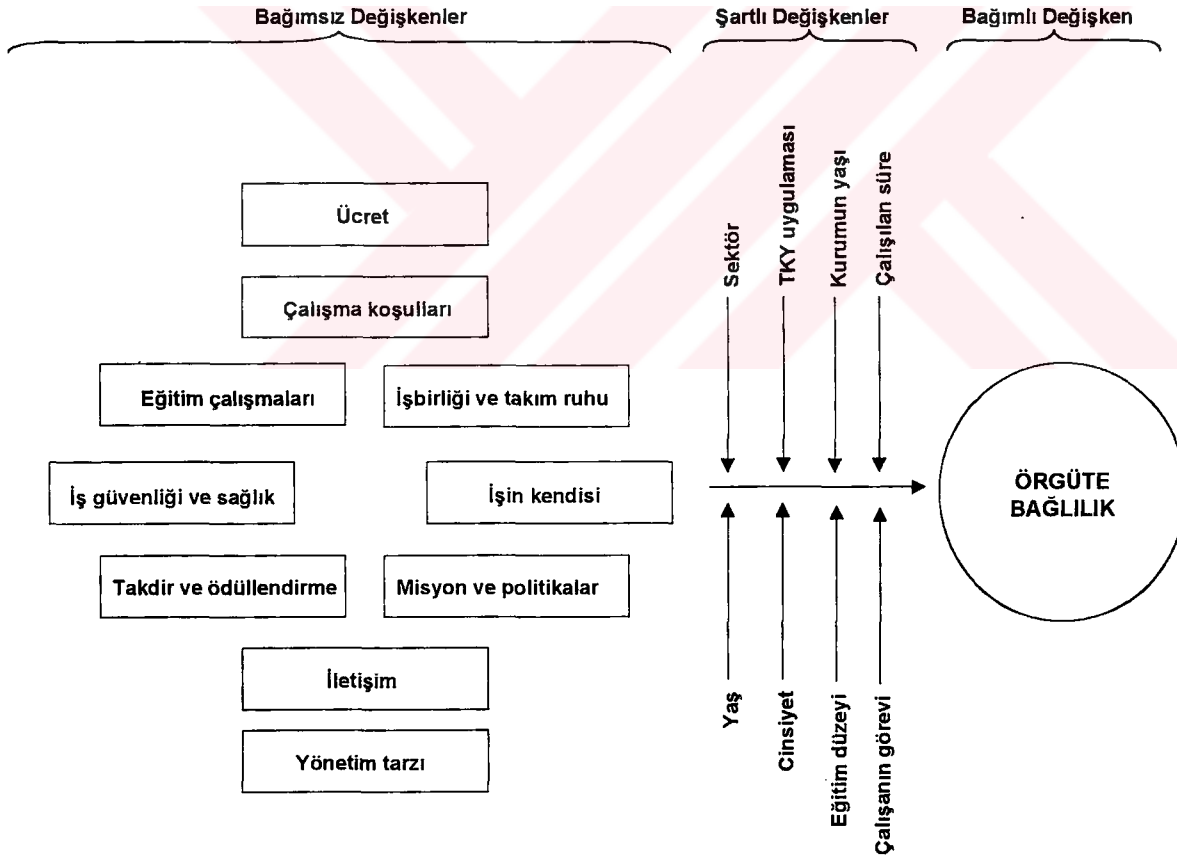 Bağımsız Değişkenler
Şartlı Değişkenler
Bağımlı Değişken
Ücret
Çalışma koşulları
Eğitim çalışmaları
İşbirliği ve takım ruhu
İş güvenliği ve sağlık
İşin kendisi
Takdir ve ödüllendirme
Misyon ve politikalar
İletişim
Yönetim tarzı
Sektör
TKY uygulaması
Kurumun yaşı
Çalışılan süre
Yaş
Cinsiyet
Eğitim düzeyi
Çalışanın görevi
ÖRGÜTE
BAĞLILIK